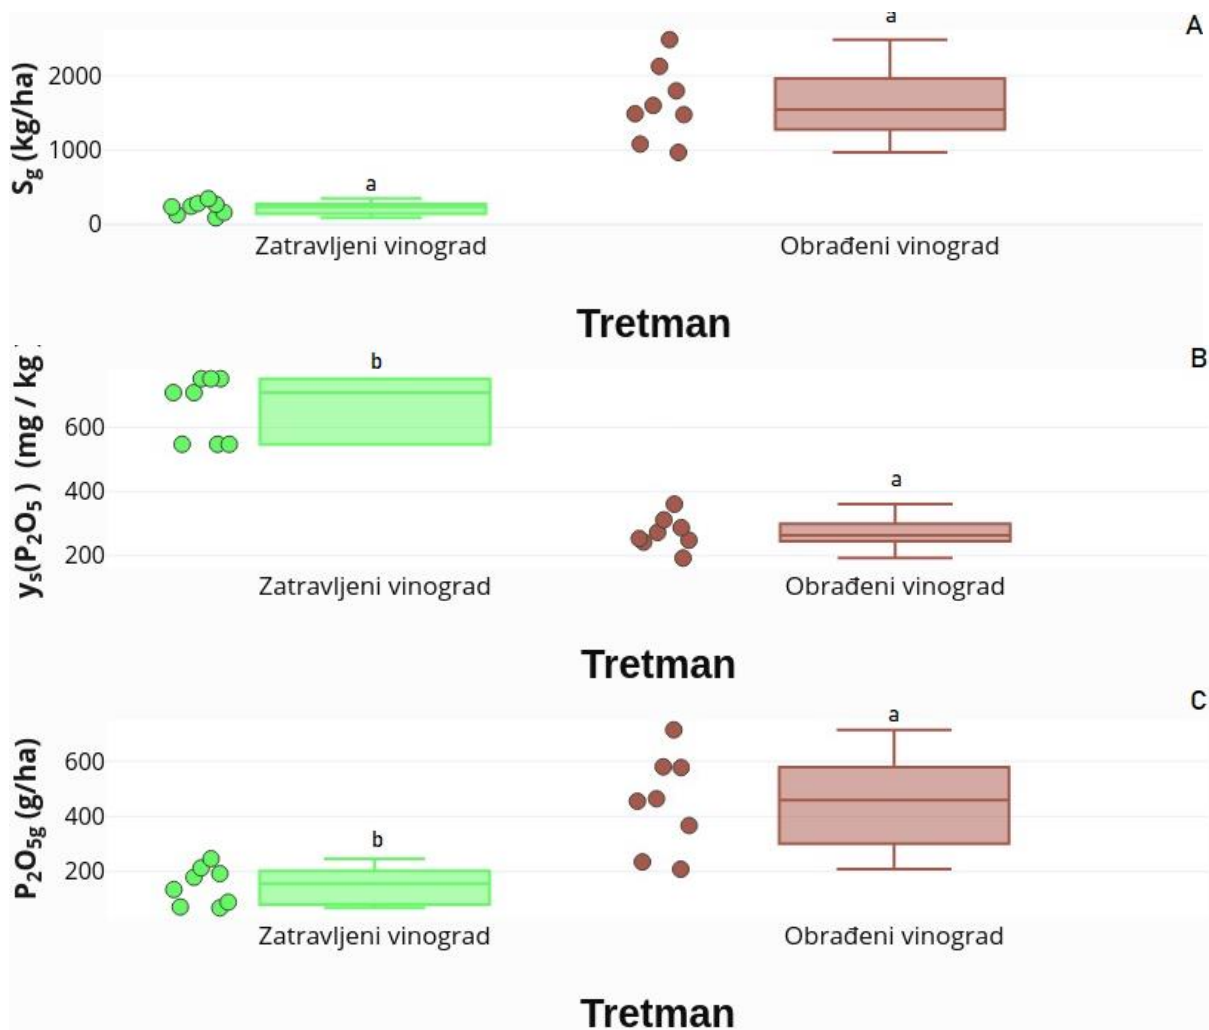 a
A
2000
1000
0
Sg (kg/ha)
a
Zatravljeni vinograd
Obrađeni vinograd
Tretman
b
B
600
400
200
ys(P2O5) (mg / kg
a
Zatravljeni vinograd
Obrađeni vinograd
Tretman
C
a
600
400
200
P2O5g (g/ha)
b
Zatravljeni vinograd
Obrađeni vinograd
Tretman